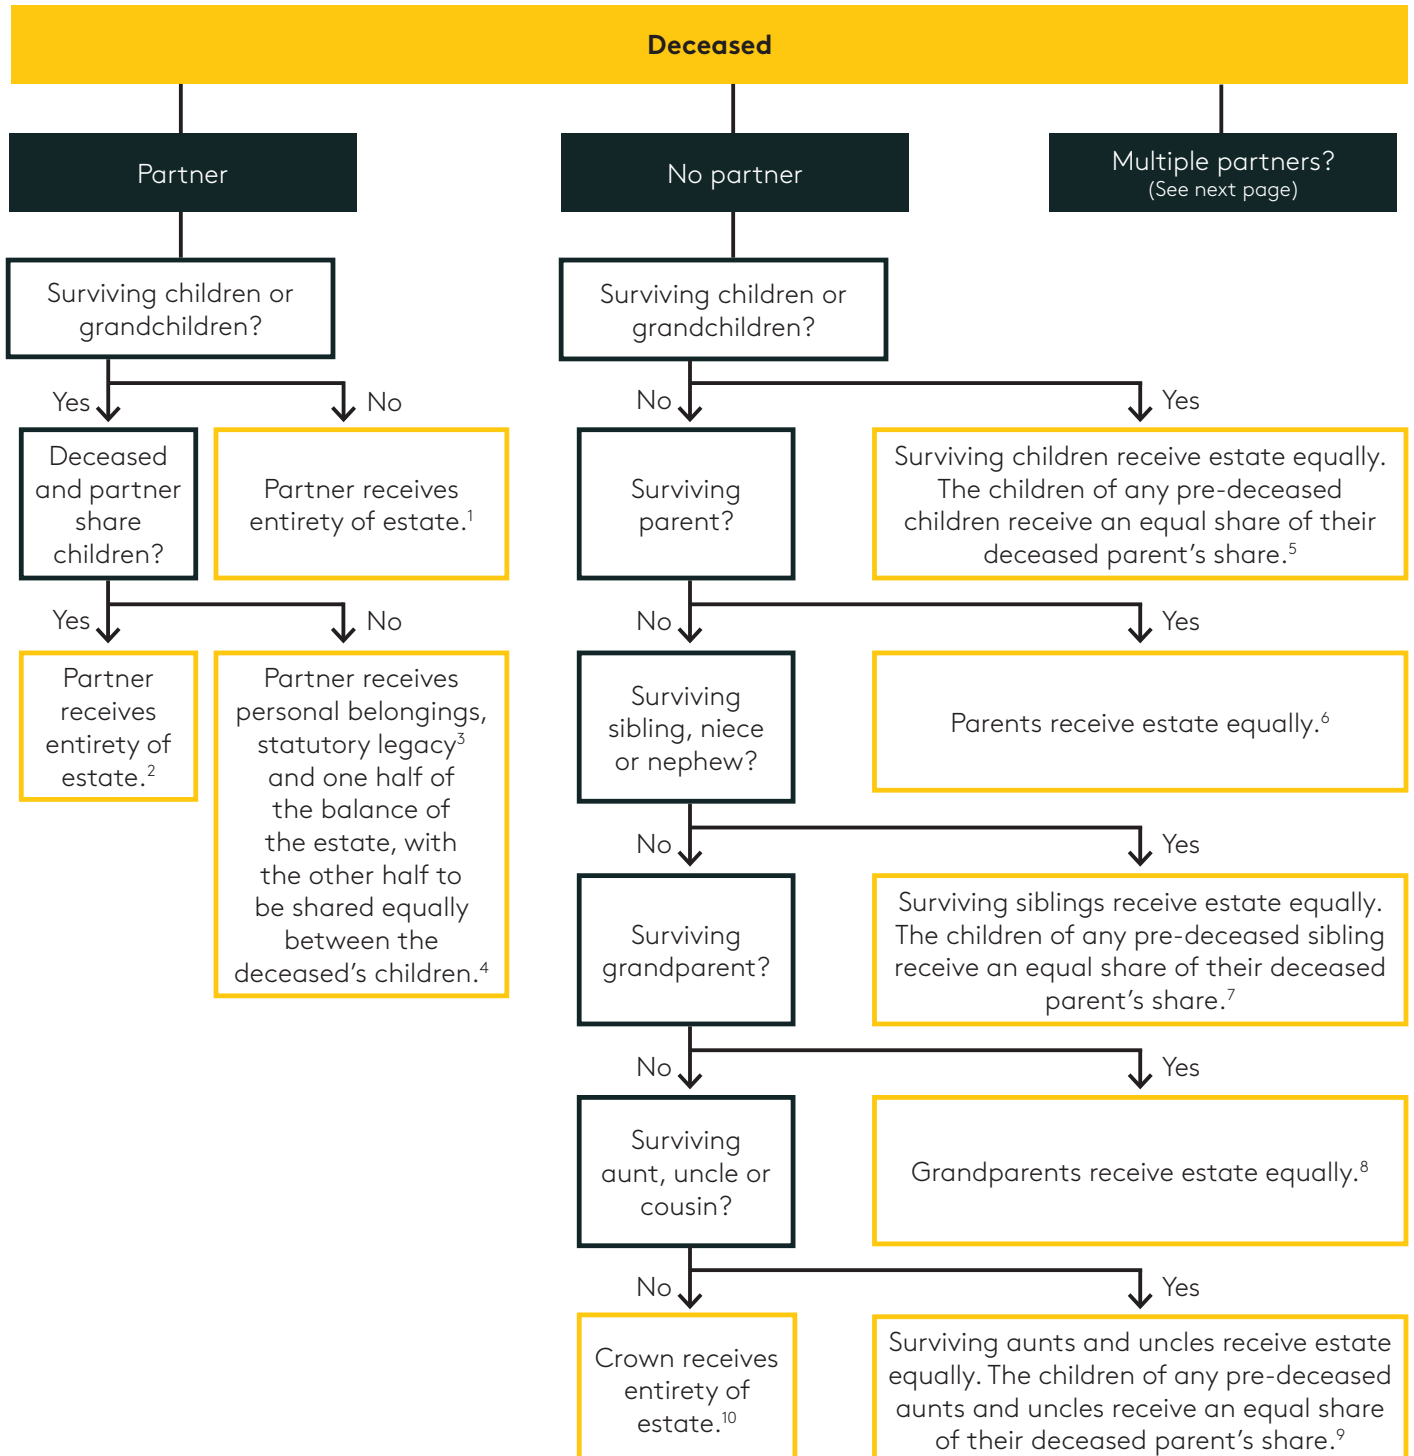 Deceased
Partner
No partner
Multiple partners?
(See next page)
Surviving children or
grandchildren?
Surviving children or
grandchildren?
Yes
No
No
Yes
Deceased
and partner
share
children?
Partner receives
entirety of estate.¹
Surviving
parent?
Surviving children receive estate equally.
The children of any pre-deceased
children receive an equal share of their
deceased parent’s share.⁵
Yes
No
No
Yes
Partner
receives
entirety of
estate.²
Partner receives
personal belongings,
statutory legacy³
and one half of
the balance of
the estate, with
the other half to
be shared equally
between the
deceased’s children.⁴
Surviving
sibling, niece
or nephew?
Parents receive estate equally.⁶
No
Yes
Surviving
grandparent?
Surviving siblings receive estate equally.
The children of any pre-deceased sibling
receive an equal share of their deceased
parent’s share.⁷
No
Yes
Surviving
aunt, uncle or
cousin?
Grandparents receive estate equally.⁸
No
Yes
Crown receives
entirety of
estate.¹⁰
Surviving aunts and uncles receive estate
equally. The children of any pre-deceased
aunts and uncles receive an equal share
of their deceased parent’s share.⁹